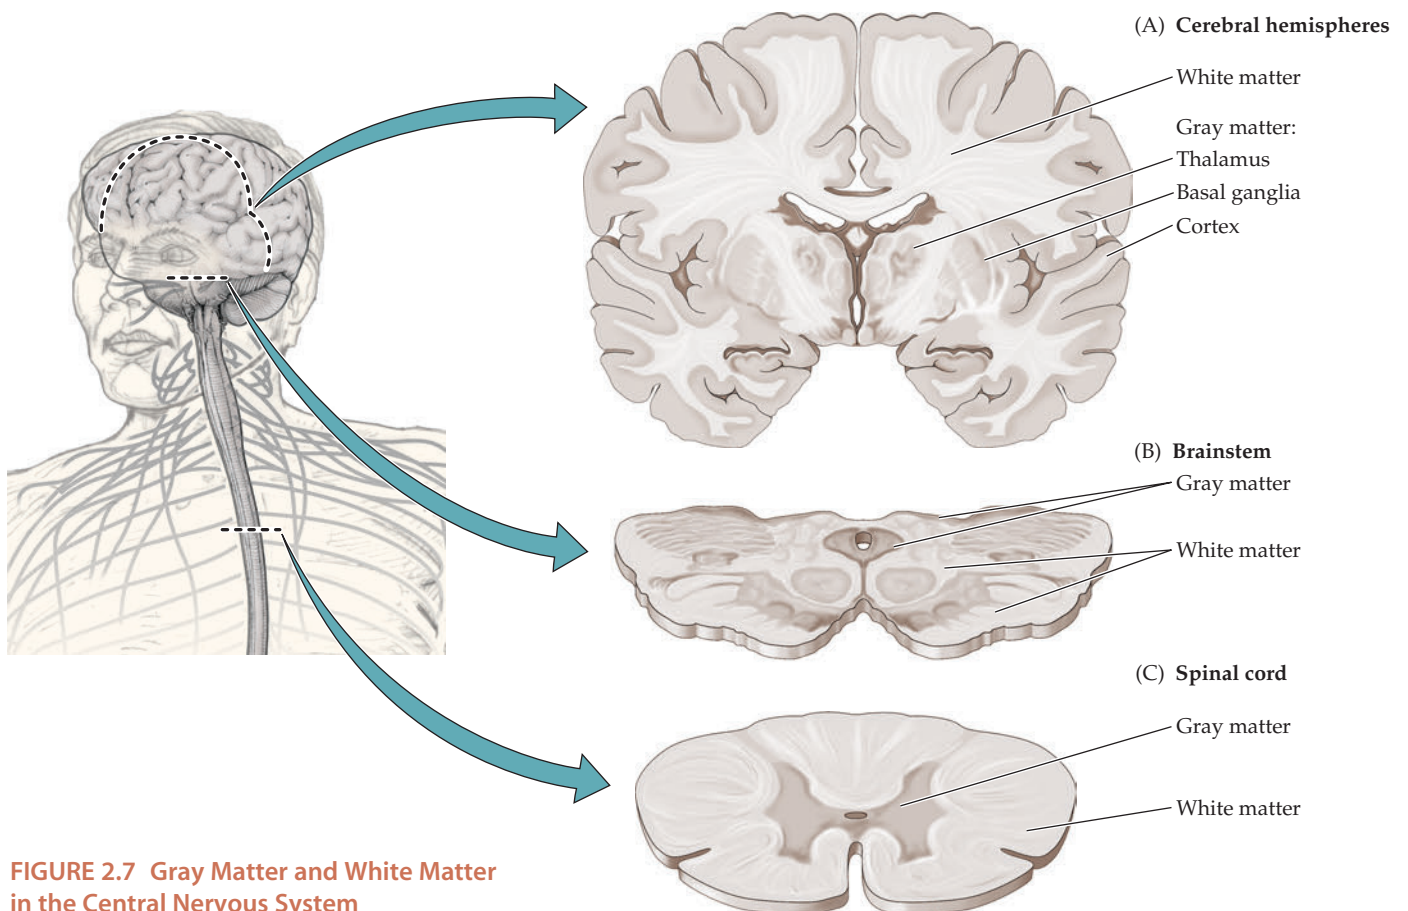 (A) Cerebral hemispheres
White matter
Gray matter:
Thalamus
Basal ganglia
Cortex
(B) Brainstem
Gray matter
White matter
(C) Spinal cord
Gray matter
White matter
FIGURE 2.7 Gray Matter and White Matter
in the Central Nervous System